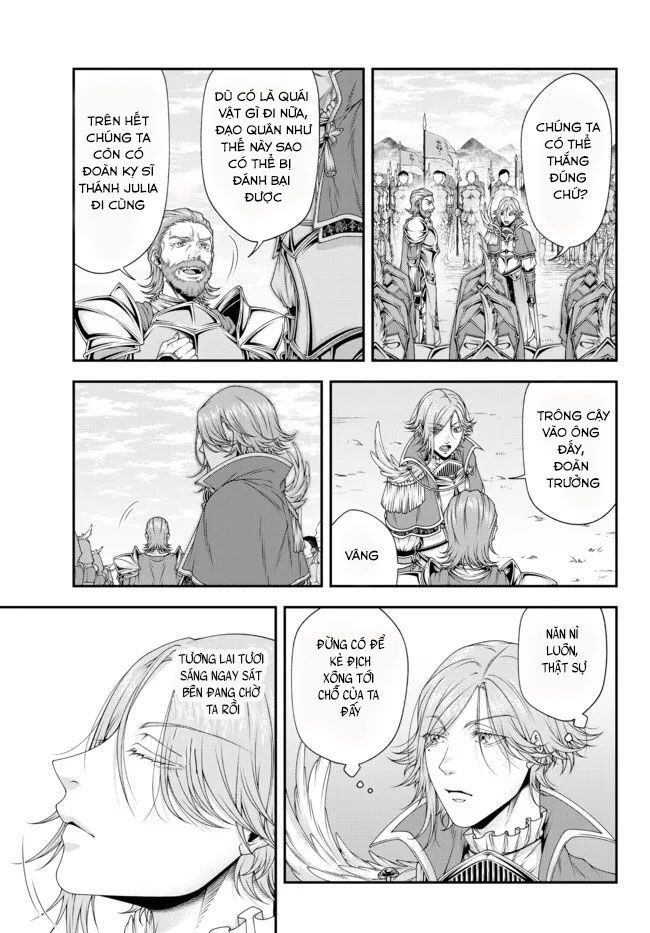 CHÚNG TA
CÓ THỂ
THẮNG
ĐÚNG
CHỨ?
DÙ CÓ LÀ QUÁI
VẬT GÌ ĐI NỮA,
ĐẠO QUÂN NHƯ
THẾ NÀY SAO
CÓ THỂ BỊ
ĐÁNH BẠI
ĐƯỢC
TRÊN HẾT
CHÚNG TA
CÒN CÓ
ĐOÀN KỴ SĨ
THÁNH JULIA
ĐI CÙNG
TRÔNG CẬY
VÀO ÔNG
ĐẤY,
ĐOÀN
TRƯỞNG
VÂNG
NĂN NỈ
LUÔN,
THẬT SỰ
ĐỪNG CÓ ĐỂ
KẺ ĐỊCH
XÔNG TỚI
CHỖ CỦA TA
ĐẤY
TƯƠNG LAI TƯƠI
SÁNG NGAY SÁT
BÊN ĐANG CHỜ
TA RỒI